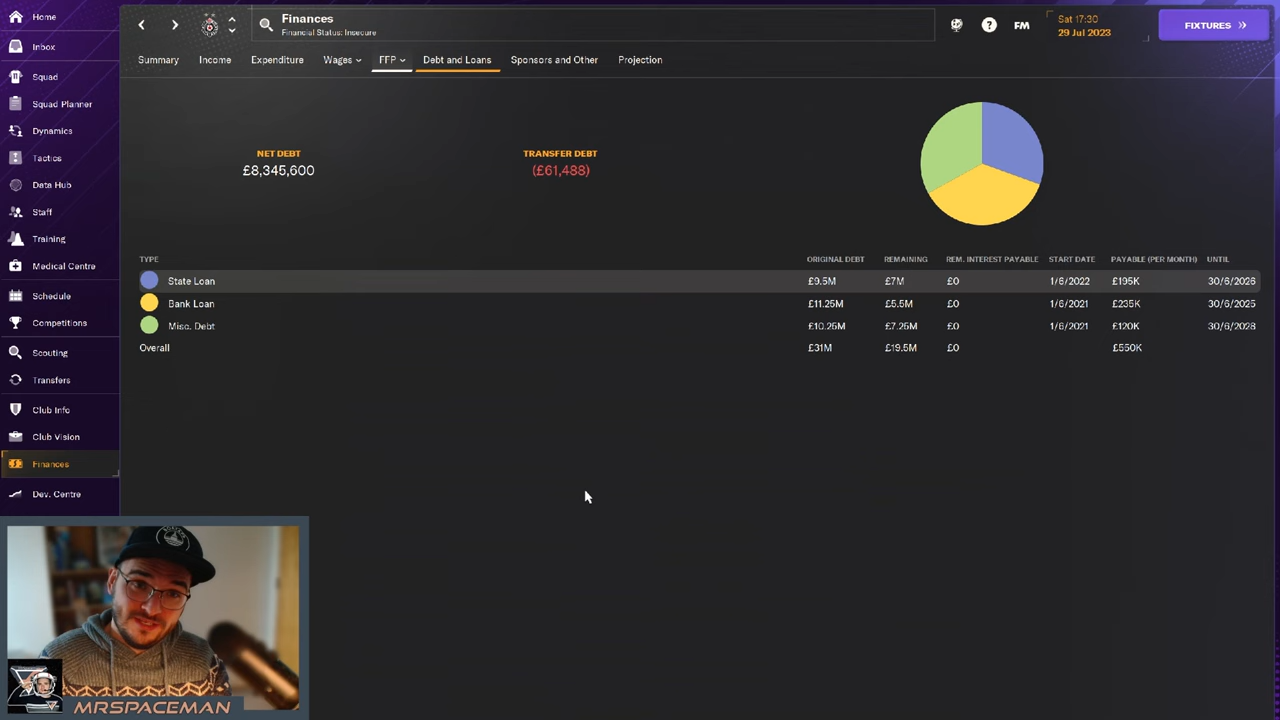 Home
Inbox
Squad
Squad Planner
Dynamics
Tactics
Data Hub
Staff
Training
Medical Centre
Schedule
Competitions
Scouting
Transfers
Club Info
Club Vision
Finances
Dev. Centre
Finances
Financial Status: Insecure
FM
Sat 17:30
29 Jul 2023
FIXTURES
Summary Income Expenditure Wages FFP Debt and Loans Sponsors and Other Projection
NET DEBT
£8,345,600
TRANSFER DEBT
(£61,488)
TYPE ORIGINAL DEBT REMAINING REM. INTEREST PAYABLE START DATE PAYABLE (PER MONTH) UNTIL
State Loan £9.5M £7M £0 1/6/2022 £195K 30/6/2026
Bank Loan £11.25M £5.5M £0 1/6/2021 £235K 30/6/2025
Misc. Debt £10.25M £7.25M £0 1/6/2021 £120K 30/6/2028
Overall £31M £19.5M £0 £550K
MRSPACEMAN